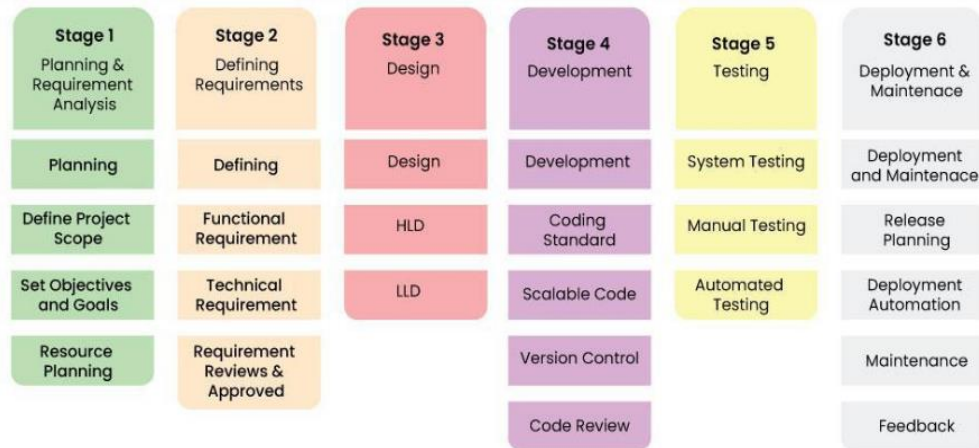 Stage 1
Planning &
Requirement
Analysis
Planning
Define Project
Scope
Set Objectives
and Goals
Resource
Planning
Stage 2
Defining
Requirements
Defining
Functional
Requirement
Technical
Requirement
Requirement
Reviews &
Approved
Stage 3
Design
Design
HLD
LLD
Stage 4
Development
Development
Coding
Standard
Scalable Code
Version Control
Code Review
Stage 5
Testing
System Testing
Manual Testing
Automated
Testing
Stage 6
Deployment &
Maintenace
Deployment
and Maintenace
Release
Planning
Deployment
Automation
Maintenance
Feedback